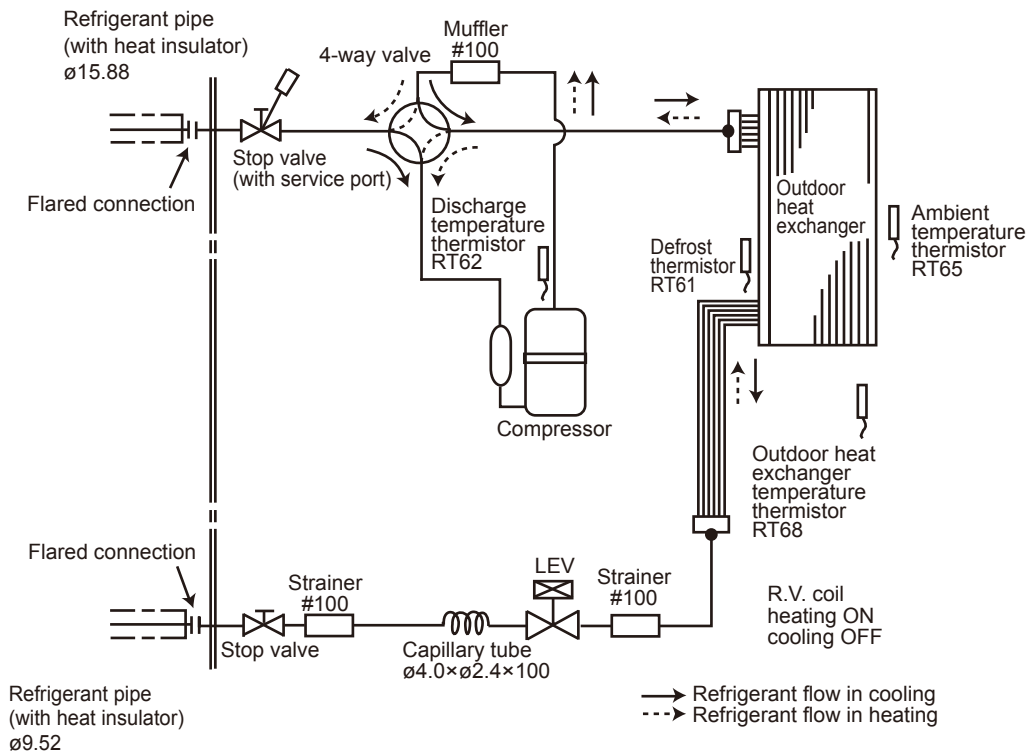 Refrigerant pipe
(with heat insulator)
ø15.88
Muffler
#100
4-way valve
Stop valve
(with service port)
Flared connection
Discharge
temperature
thermistor
RT62
Outdoor
heat
exchanger
Ambient
temperature
thermistor
RT65
Defrost
thermistor
RT61
Compressor
Outdoor heat
exchanger
temperature
thermistor
RT68
Flared connection
Strainer
#100
LEV
Strainer
#100
R.V. coil
heating ON
cooling OFF
Stop valve
Capillary tube
ø4.0×ø2.4×100
Refrigerant pipe
(with heat insulator)
ø9.52
Refrigerant flow in cooling
Refrigerant flow in heating